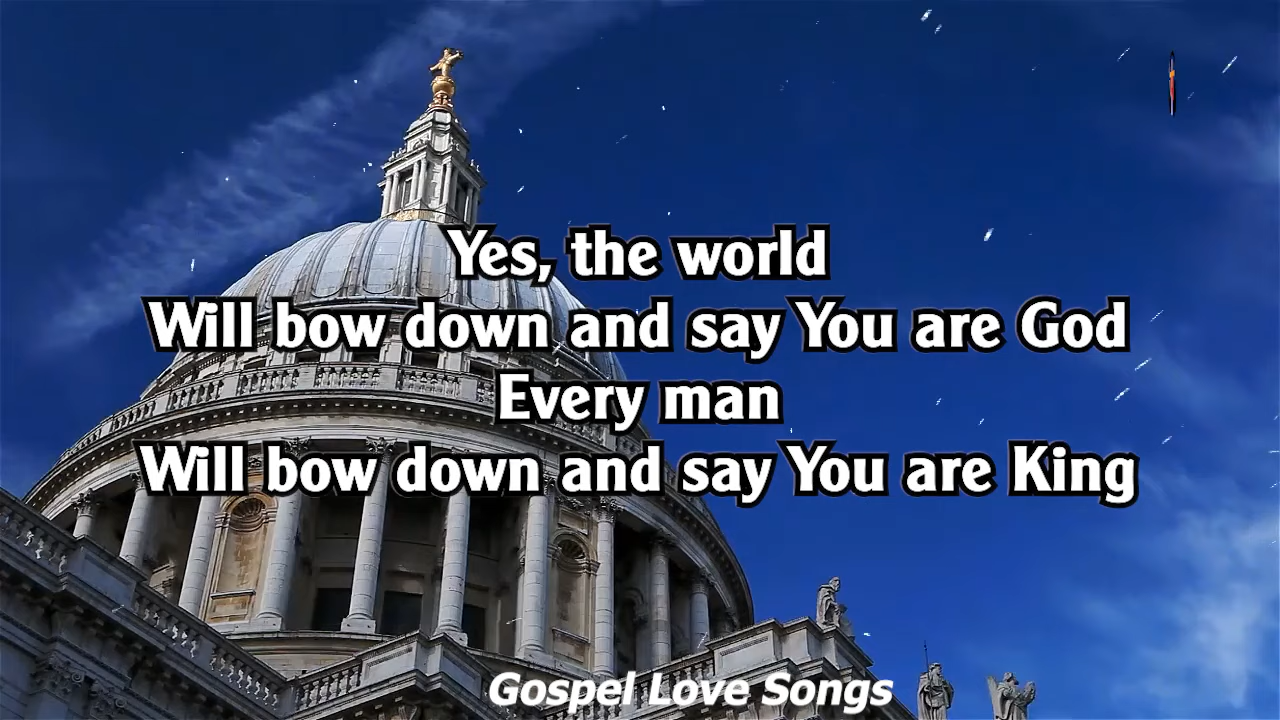 Yes, the world
Will bow down and say You are God
Every man
Will bow down and say You are King
Gospel Love Songs